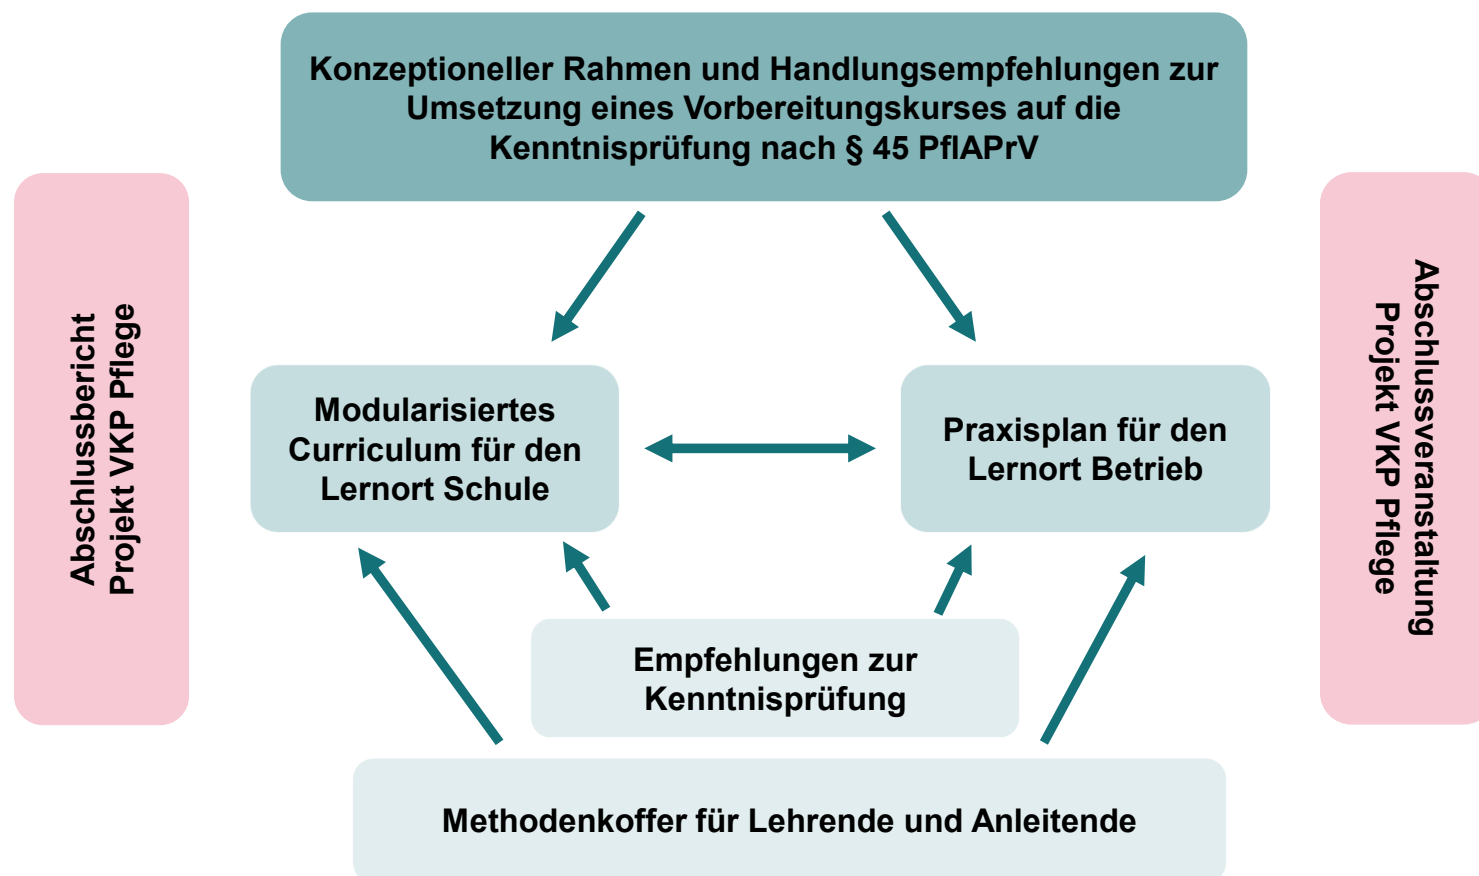 Konzeptioneller Rahmen und Handlungsempfehlungen zur
Umsetzung eines Vorbereitungskurses auf die
Kenntnisprüfung nach § 45 PflAPrV
Abschlussbericht
Projekt VKP Pflege
Modularisiertes
Curriculum für den
Lernort Schule
Praxisplan für den
Lernort Betrieb
Abschlussveranstaltung
Projekt VKP Pflege
Empfehlungen zur
Kenntnisprüfung
Methodenkoffer für Lehrende und Anleitende